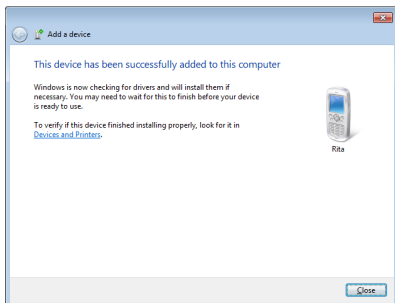 Add a device
This device has been successfully added to this computer
Windows is now checking for drivers and will install them if
necessary. You may need to wait for this to finish before your device
is ready to use.
To verify if this device finished installing properly, look for it in
Devices and Printers.
Rita
Close